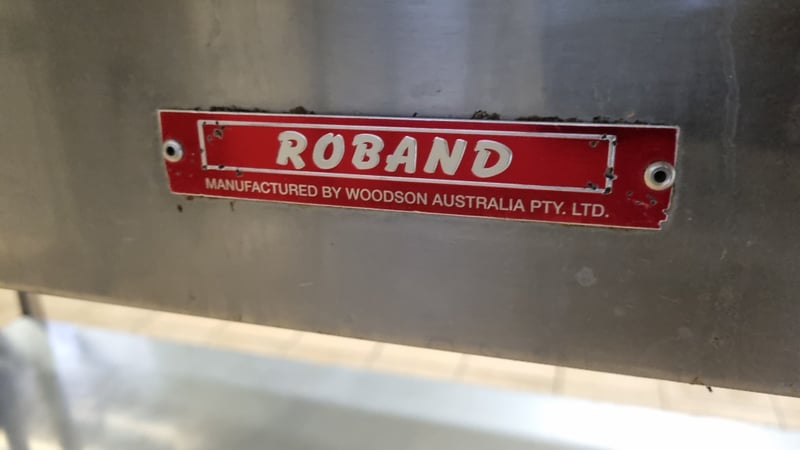 ROBAND
MANUFACTURED BY WOODSON AUSTRALIA PTY. LTD.